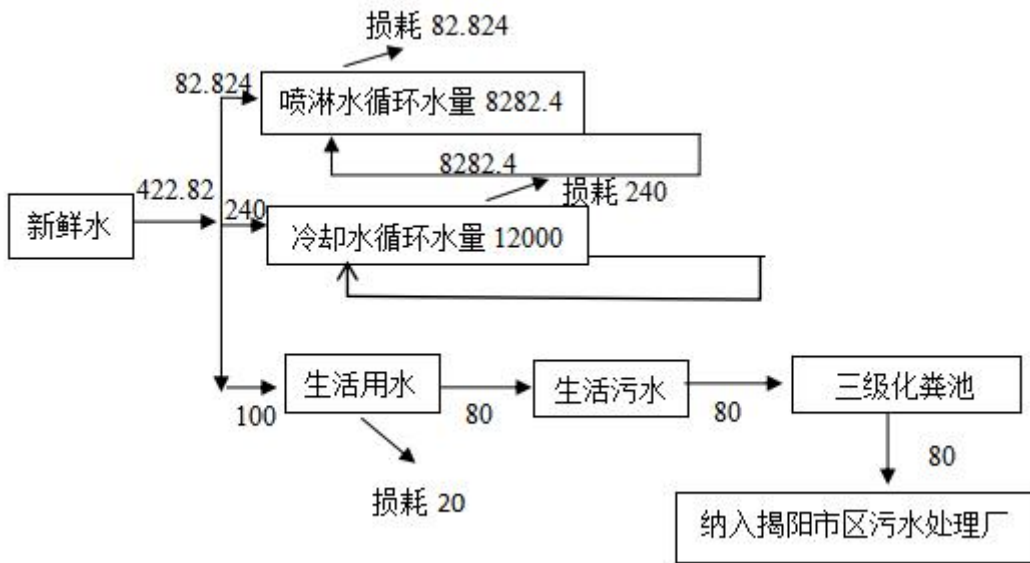 损耗 82.824
82.824
喷淋水循环水量 8282.4
8282.4
422.82
损耗 240
新鲜水
240
冷却水循环水量 12000
生活用水
生活污水
三级化粪池
100
80
80
80
损耗 20
纳入揭阳市区污水处理厂